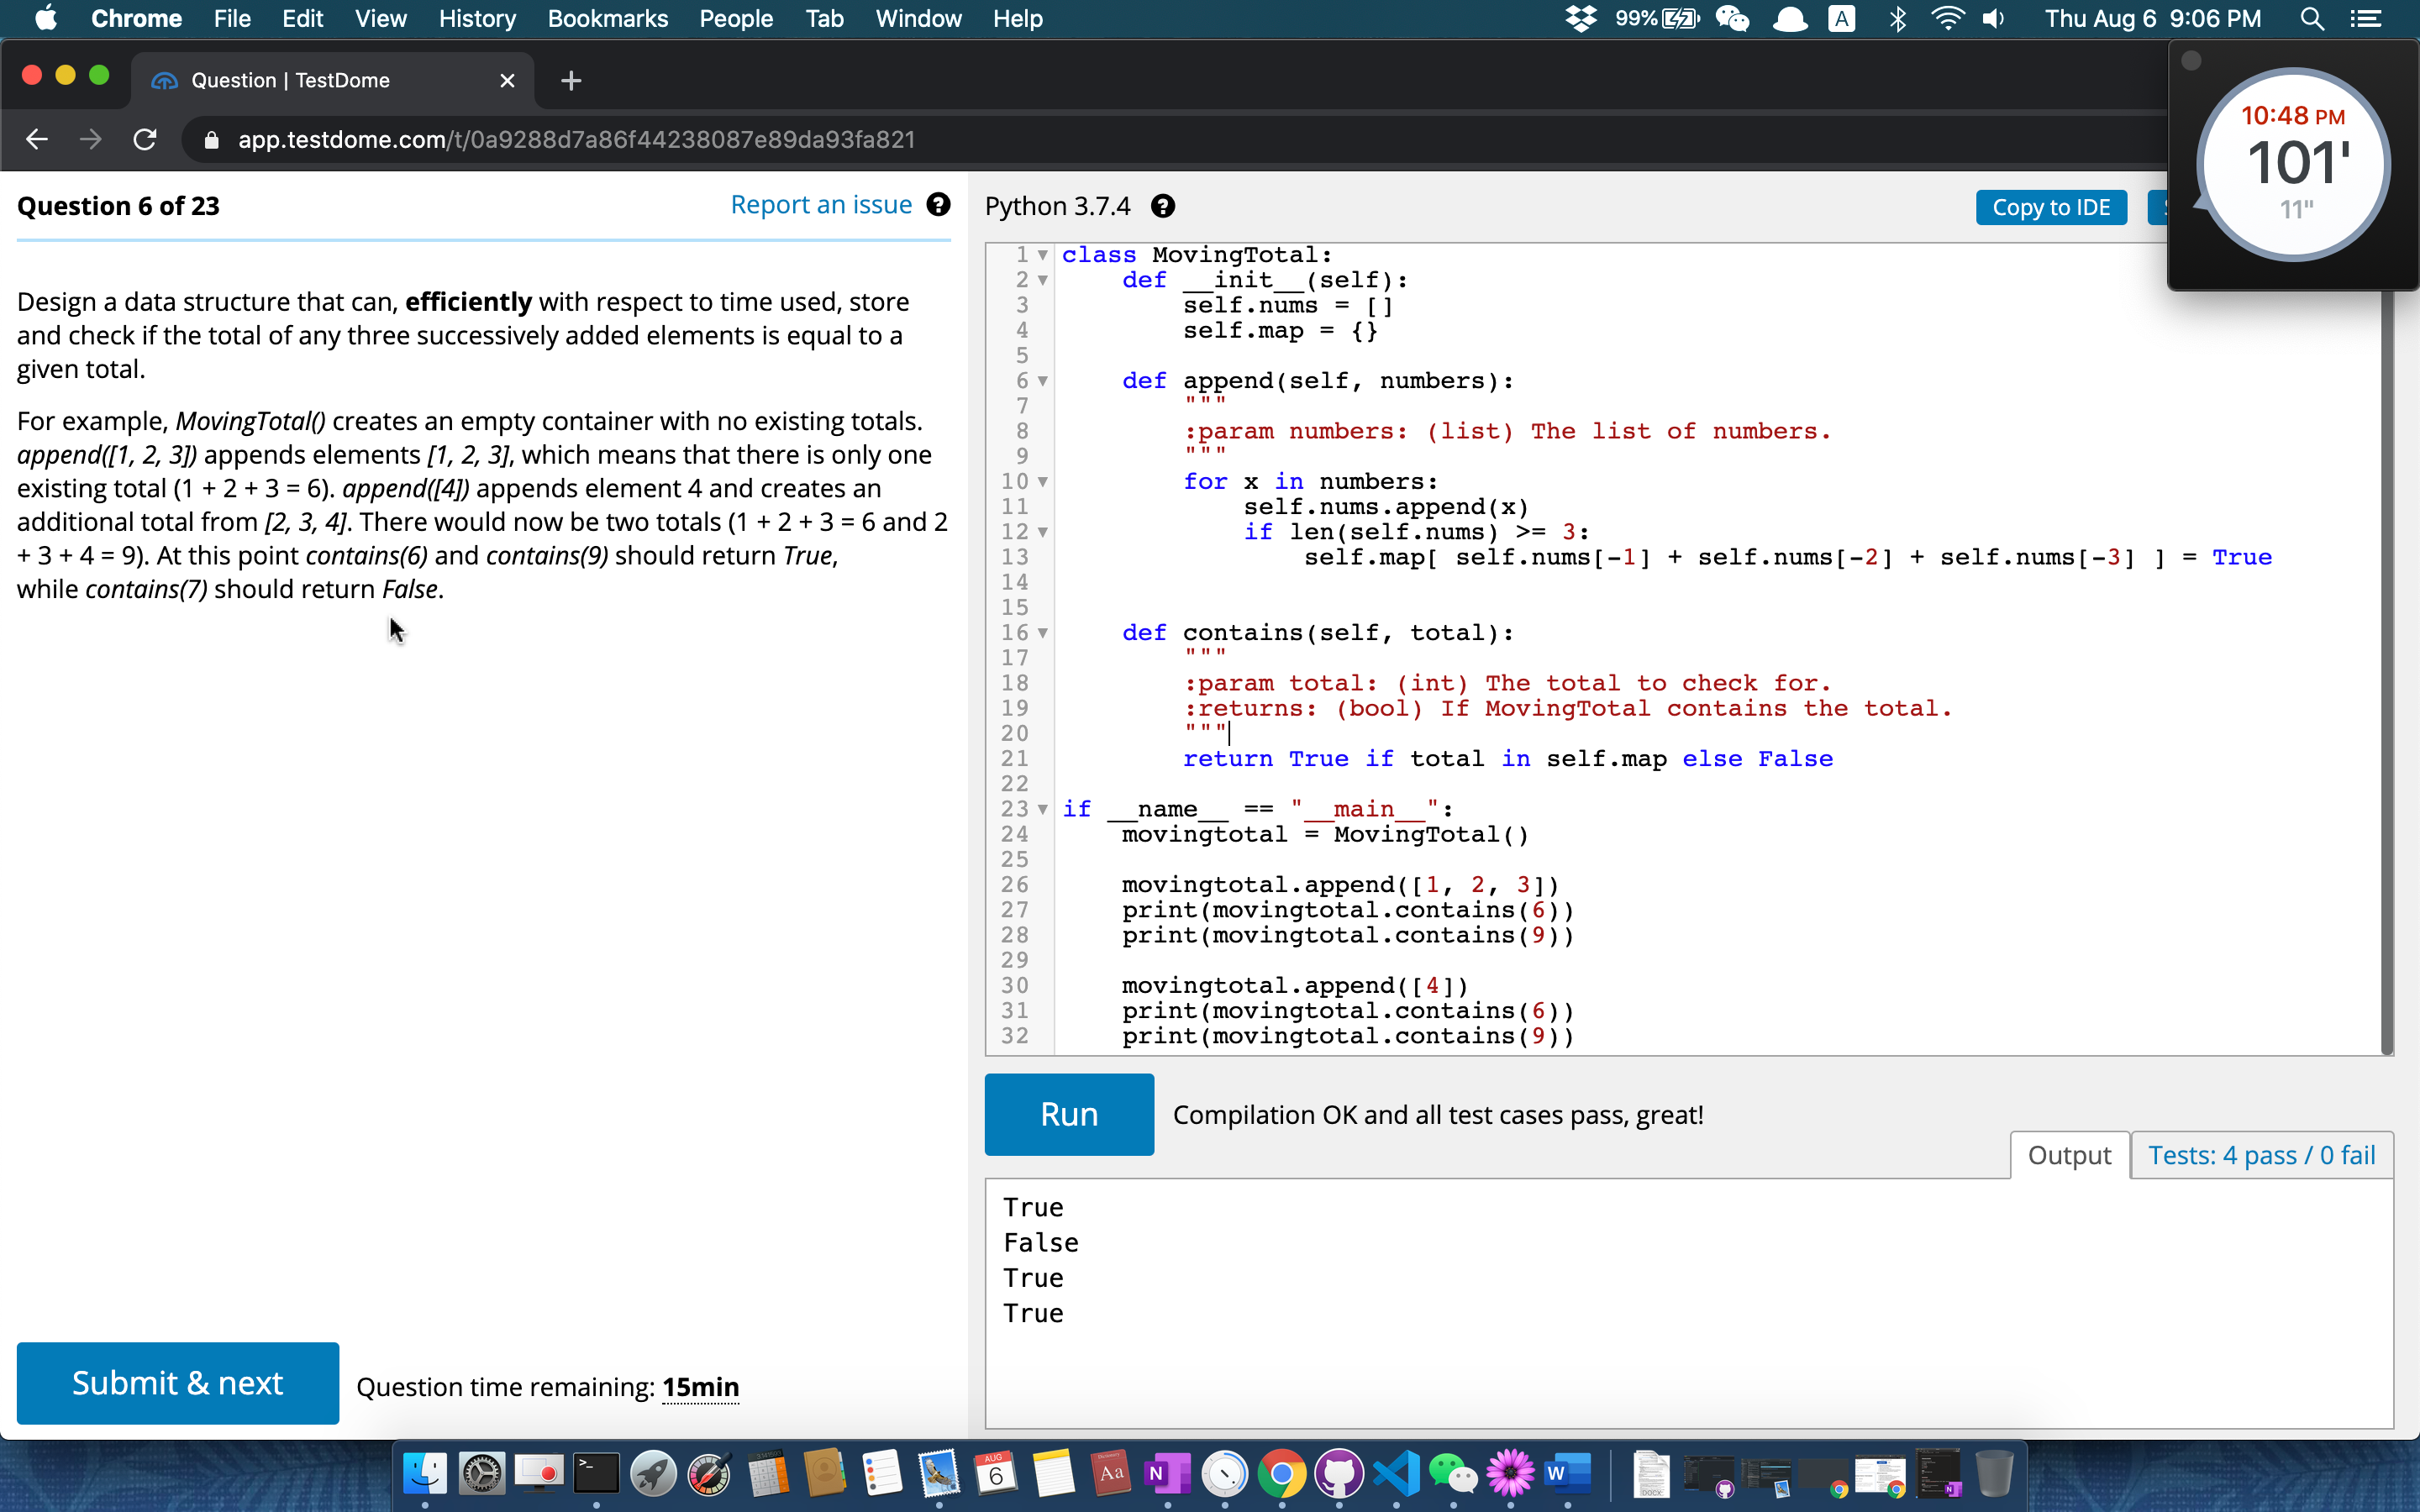 Chrome File Edit View History Bookmarks People Tab Window Help 99% A Thu Aug 6 9:06 PM
Question | TestDome
app.testdome.com/t/0a9288d7a86f44238087e89da93fa821
10:48 PM
101'
11"
Question 6 of 23 Report an issue ?
Design a data structure that can, efficiently with respect to time used, store
and check if the total of any three successively added elements is equal to a
given total.
For example, MovingTotal() creates an empty container with no existing totals.
append([1, 2, 3]) appends elements [1, 2, 3], which means that there is only one
existing total (1 + 2 + 3 = 6). append([4]) appends element 4 and creates an
additional total from [2, 3, 4]. There would now be two totals (1 + 2 + 3 = 6 and 2
+ 3 + 4 = 9). At this point contains(6) and contains(9) should return True,
while contains(7) should return False.
Submit & next Question time remaining: 15min
Python 3.7.4 ? Copy to IDE
1 class MovingTotal:
2 def __init__(self):
3 self.nums = []
4 self.map = {}
5
6 def append(self, numbers):
7 """
8 :param numbers: (list) The list of numbers.
9 """
10 for x in numbers:
11 self.nums.append(x)
12 if len(self.nums) >= 3:
13 self.map[ self.nums[-1] + self.nums[-2] + self.nums[-3] ] = True
14
15
16 def contains(self, total):
17 """
18 :param total: (int) The total to check for.
19 :returns: (bool) If MovingTotal contains the total.
20 """
21 return True if total in self.map else False
22
23 if __name__ == "__main__":
24 movingtotal = MovingTotal()
25
26 movingtotal.append([1, 2, 3])
27 print(movingtotal.contains(6))
28 print(movingtotal.contains(9))
29
30 movingtotal.append([4])
31 print(movingtotal.contains(6))
32 print(movingtotal.contains(9))
Run Compilation OK and all test cases pass, great!
Output Tests: 4 pass / 0 fail
True
False
True
True
AUG
6
Aa
N
W
DOCX